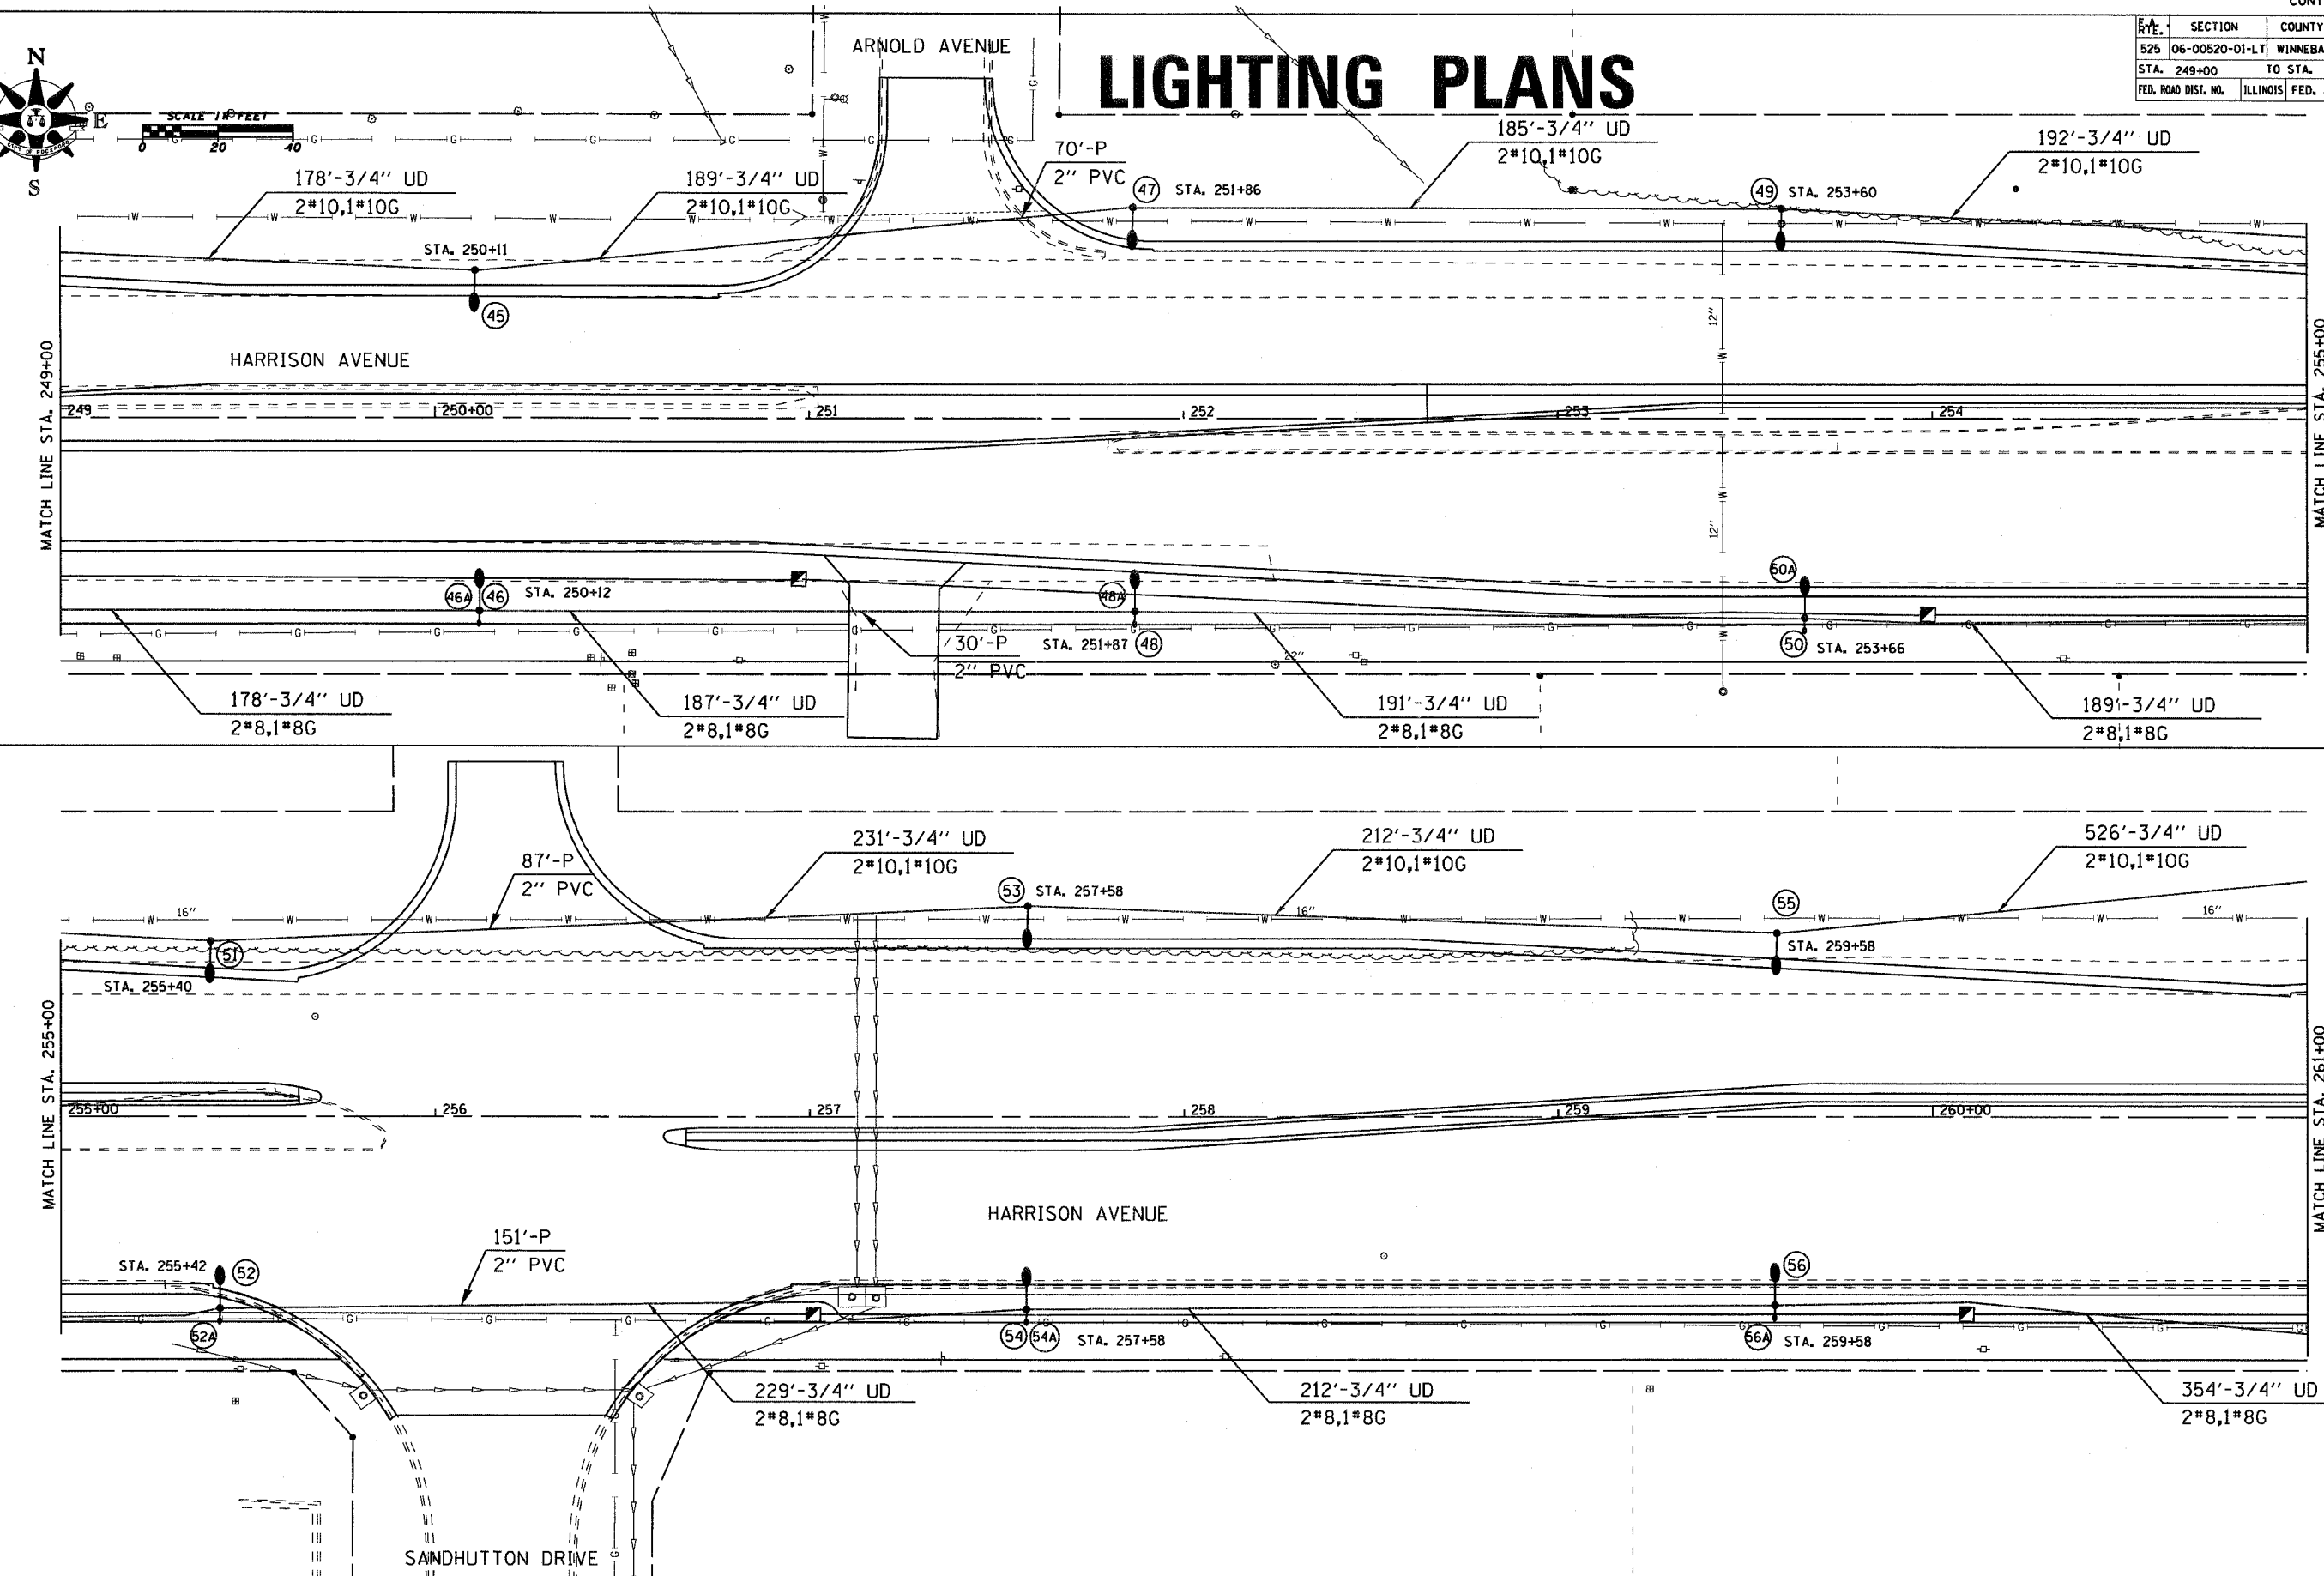 CONT
F.A. RTE. SECTION COUNTY
525 06-00520-01-LT WINNEBA
STA. 249+00 TO STA.
FED. ROAD DIST. NO. ILLINOIS FED.
LIGHTING PLANS
N
E
S
CITY OF ROCKFORD
SCALE IN FEET
0 20 40
ARNOLD AVENUE
178'-3/4" UD
2#10,1#10G
189'-3/4" UD
2#10,1#10G
70'-P
2" PVC
185'-3/4" UD
2#10,1#10G
192'-3/4" UD
2#10,1#10G
STA. 250+11
45
47
STA. 251+86
49
STA. 253+60
HARRISON AVENUE
MATCH LINE STA. 249+00
MATCH LINE STA. 255+00
249
250+00
251
252
253
254
12"
12"
46A
46
STA. 250+12
48A
STA. 251+87
48
50A
50
STA. 253+66
30'-P
2" PVC
22"
178'-3/4" UD
2#8,1#8G
187'-3/4" UD
2#8,1#8G
191'-3/4" UD
2#8,1#8G
189'-3/4" UD
2#8,1#8G
87'-P
2" PVC
231'-3/4" UD
2#10,1#10G
212'-3/4" UD
2#10,1#10G
526'-3/4" UD
2#10,1#10G
16"
16"
16"
51
STA. 255+40
53
STA. 257+58
55
STA. 259+58
MATCH LINE STA. 255+00
MATCH LINE STA. 261+00
255+00
256
257
258
259
260+00
HARRISON AVENUE
151'-P
2" PVC
STA. 255+42
52
52A
54
54A
STA. 257+58
56
56A
STA. 259+58
229'-3/4" UD
2#8,1#8G
212'-3/4" UD
2#8,1#8G
354'-3/4" UD
2#8,1#8G
SANDHUTTON DRIVE